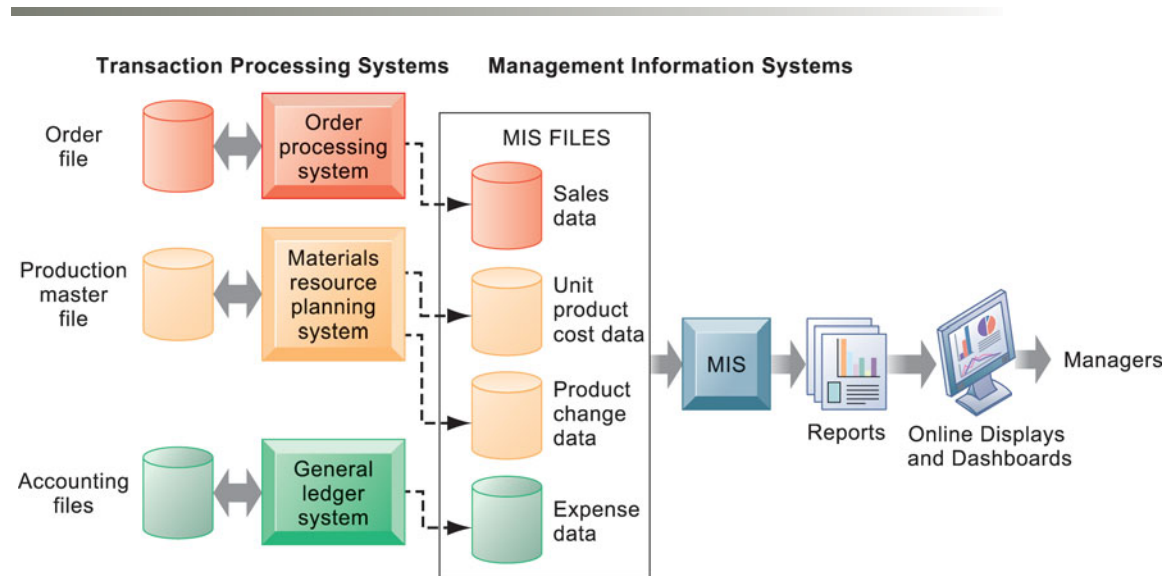 Transaction Processing Systems
Management Information Systems
Order
file
Order
processing
system
MIS FILES
Sales
data
Production
master
file
Materials
resource
planning
system
Unit
product
cost data
Product
change
data
Accounting
files
General
ledger
system
Expense
data
MIS
Reports
Online Displays
and Dashboards
Managers